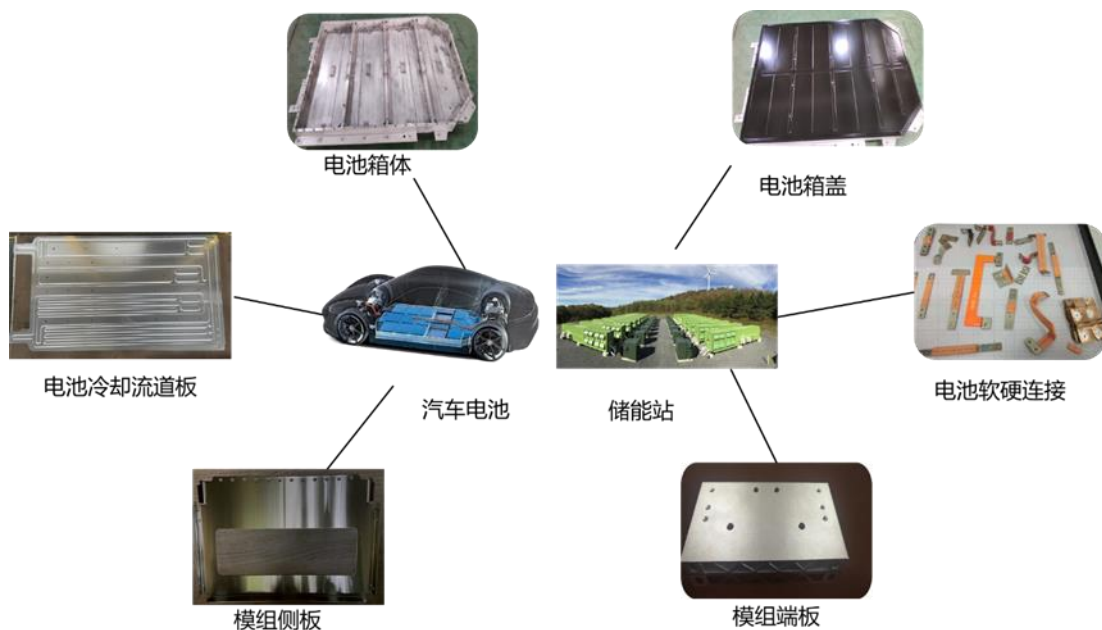 电池箱体
电池箱盖
电池冷却流道板
汽车电池
储能站
电池软硬连接
模组侧板
模组端板